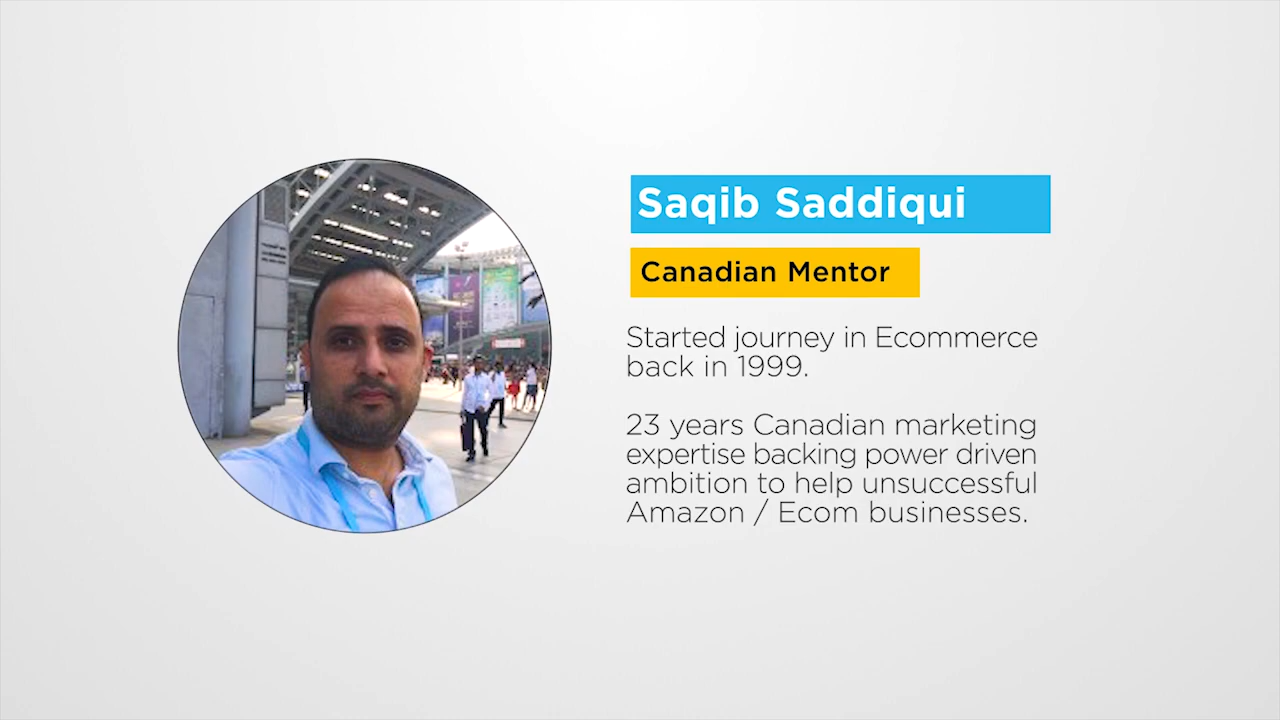 Saqib Saddiqui
Canadian Mentor
Started journey in Ecommerce
back in 1999.
23 years Canadian marketing
expertise backing power driven
ambition to help unsuccessful
Amazon / Ecom businesses.